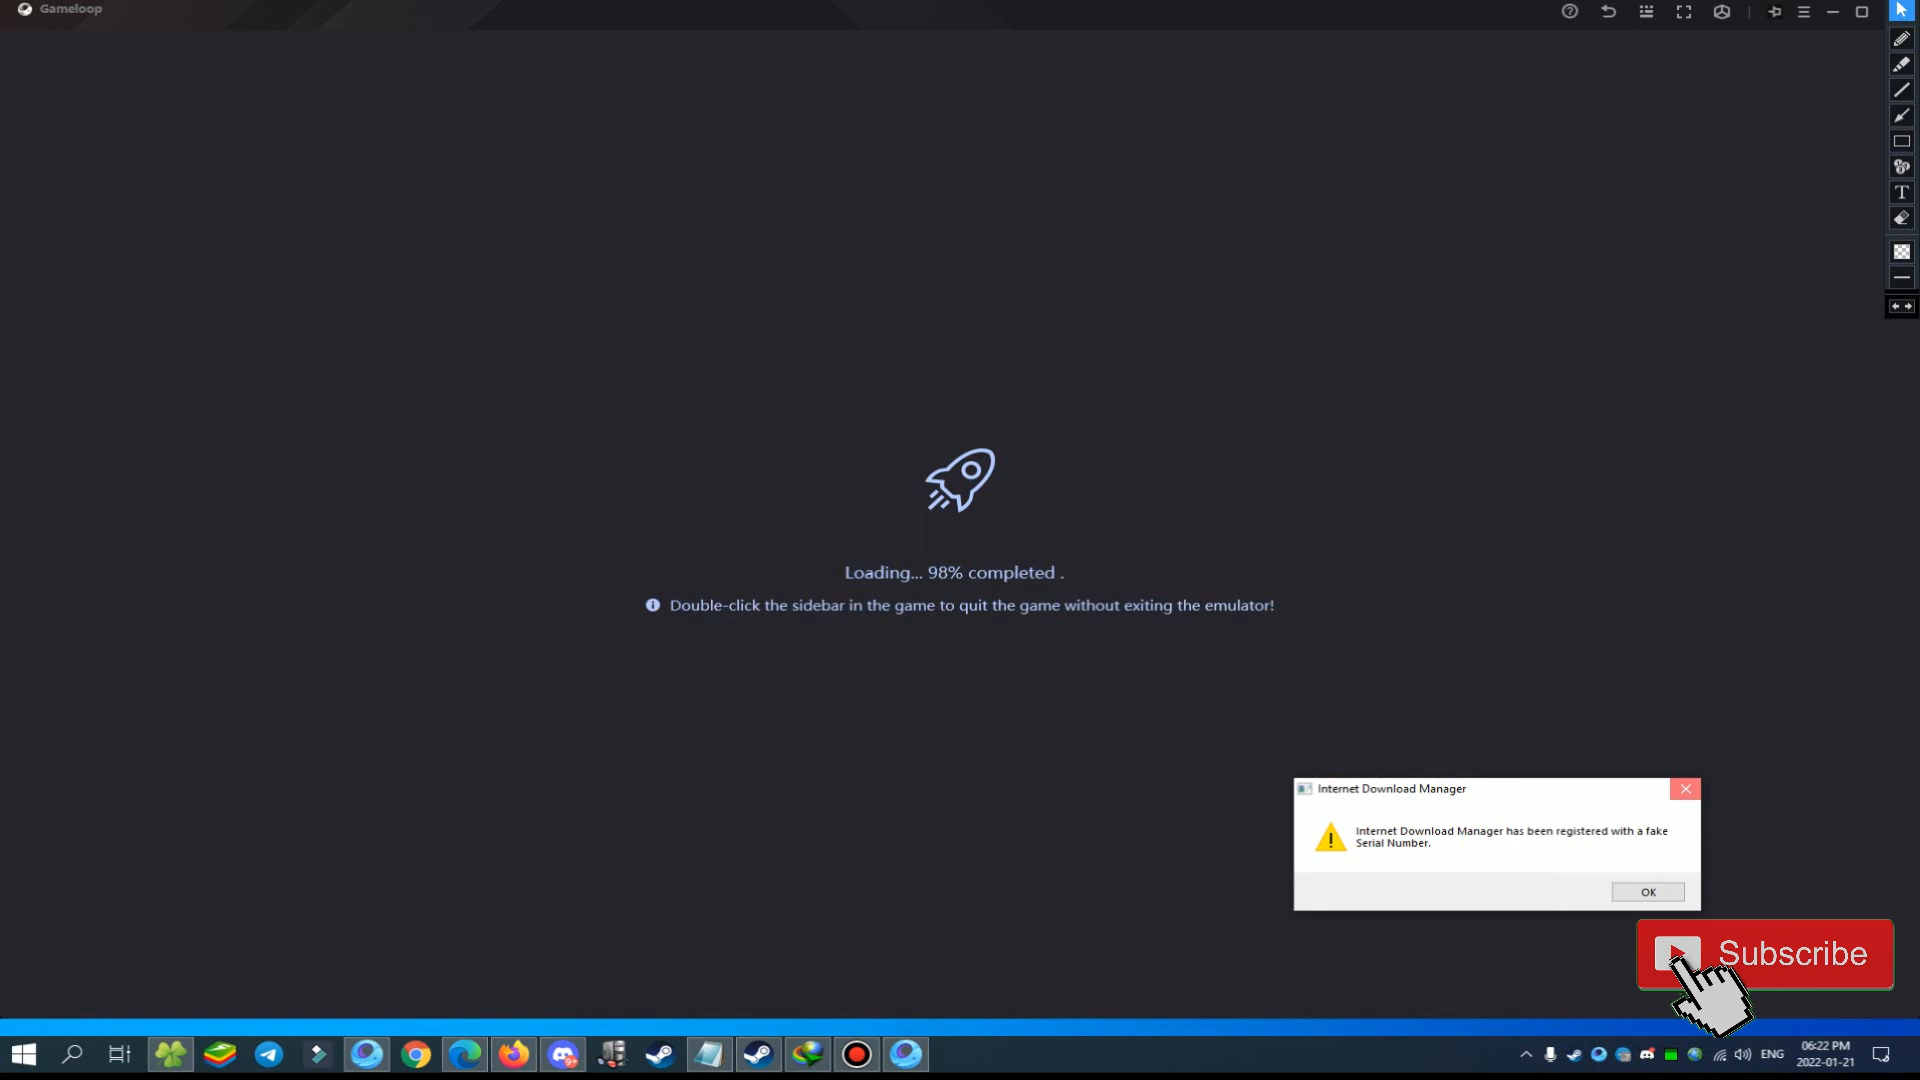 Gameloop
Loading... 98% completed .
Double-click the sidebar in the game to quit the game without exiting the emulator!
Internet Download Manager
Internet Download Manager has been registered with a fake
Serial Number.
OK
Subscribe
ENG
06:22 PM
2022-01-21